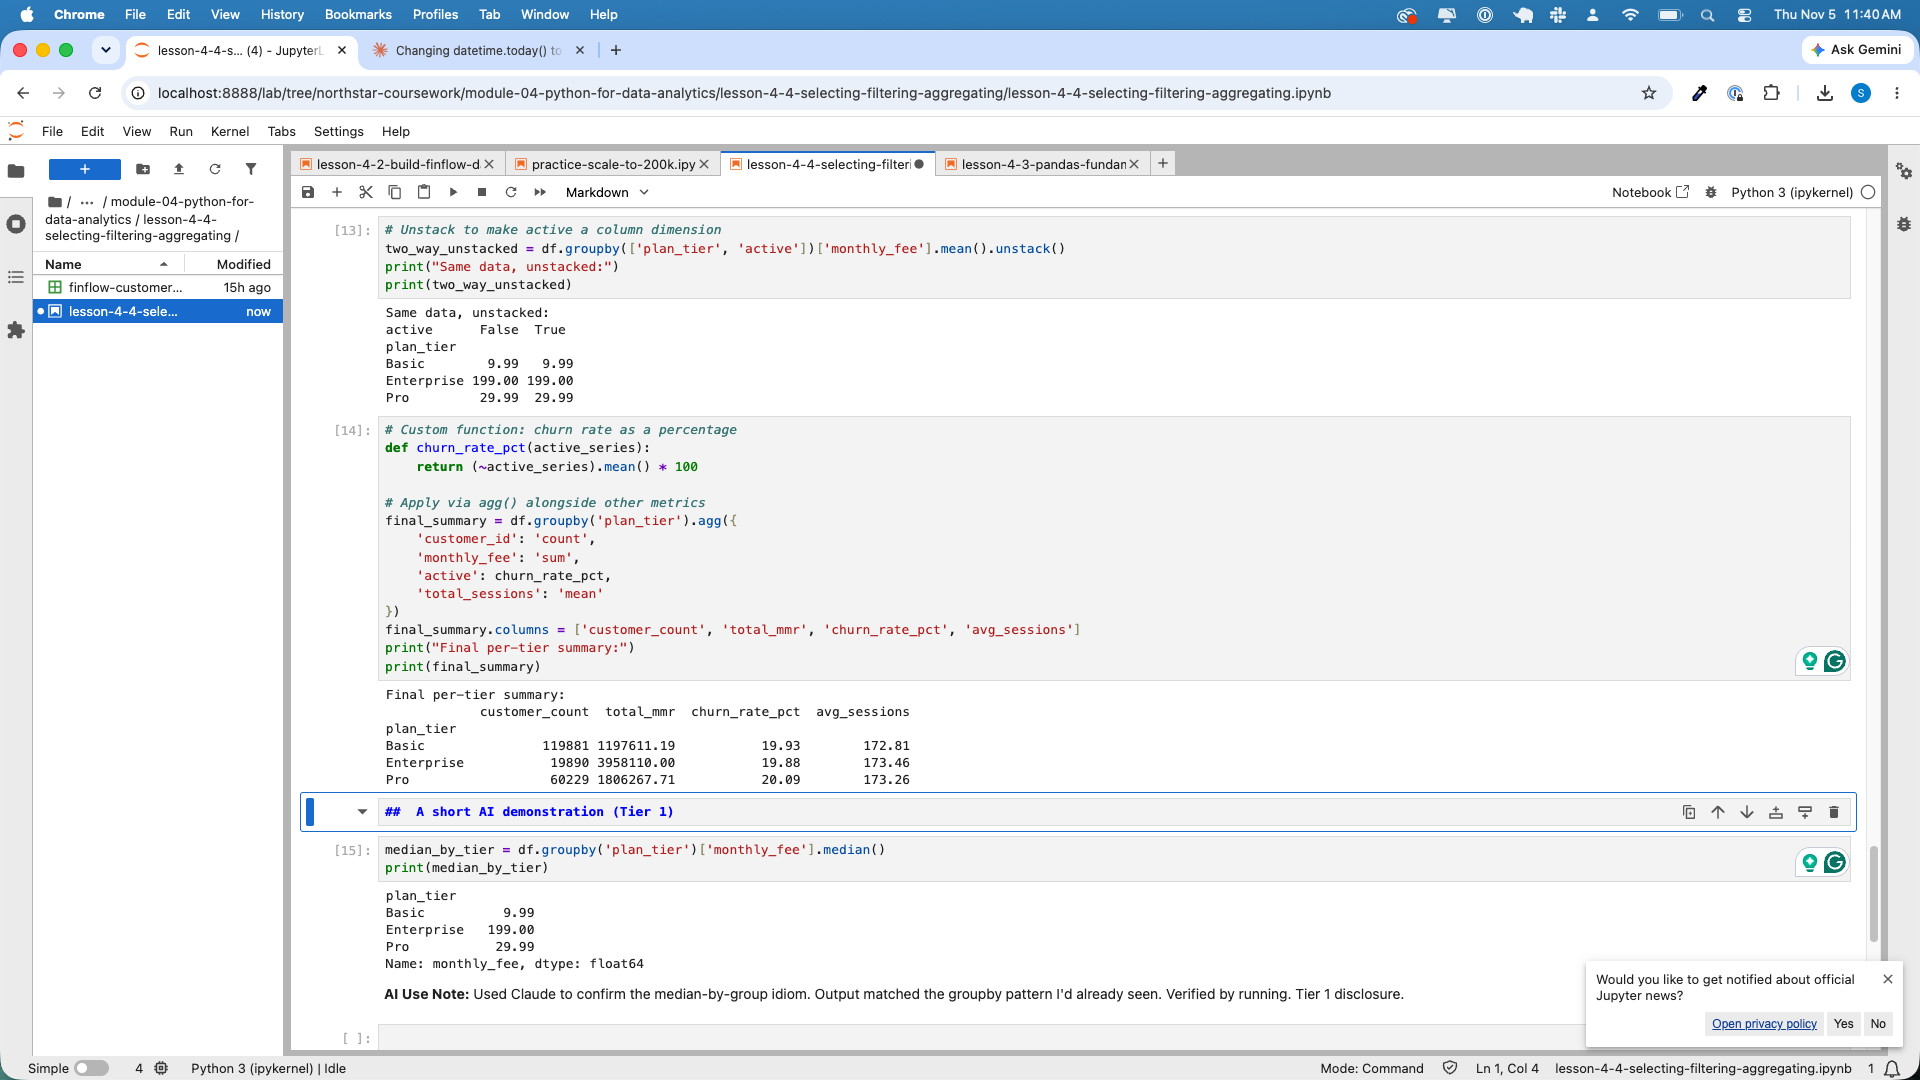 Chrome File Edit View History Bookmarks Profiles Tab Window Help
Thu Nov 5 11:40 AM
lesson-4-4-s... (4) - JupyterL
Changing datetime.today() to
Ask Gemini
localhost:8888/lab/tree/northstar-coursework/module-04-python-for-data-analytics/lesson-4-4-selecting-filtering-aggregating/lesson-4-4-selecting-filtering-aggregating.ipynb
S
File Edit View Run Kernel Tabs Settings Help
lesson-4-2-build-finflow-d
practice-scale-to-200k.ipy
lesson-4-4-selecting-filteri
lesson-4-3-pandas-fundan
Markdown
Notebook
Python 3 (ipykernel)
/ ... / module-04-python-for-
data-analytics / lesson-4-4-
selecting-filtering-aggregating /
Name Modified
finflow-customer... 15h ago
lesson-4-4-sele... now
[13]:
# Unstack to make active a column dimension
two_way_unstacked = df.groupby(['plan_tier', 'active'])['monthly_fee'].mean().unstack()
print("Same data, unstacked:")
print(two_way_unstacked)
Same data, unstacked:
active False True
plan_tier
Basic 9.99 9.99
Enterprise 199.00 199.00
Pro 29.99 29.99
[14]:
# Custom function: churn rate as a percentage
def churn_rate_pct(active_series):
    return (~active_series).mean() * 100
# Apply via agg() alongside other metrics
final_summary = df.groupby('plan_tier').agg({
    'customer_id': 'count',
    'monthly_fee': 'sum',
    'active': churn_rate_pct,
    'total_sessions': 'mean'
})
final_summary.columns = ['customer_count', 'total_mmr', 'churn_rate_pct', 'avg_sessions']
print("Final per-tier summary:")
print(final_summary)
Final per-tier summary:
customer_count total_mmr churn_rate_pct avg_sessions
plan_tier
Basic 119881 1197611.19 19.93 172.81
Enterprise 19890 3958110.00 19.88 173.46
Pro 60229 1806267.71 20.09 173.26
## A short AI demonstration (Tier 1)
[15]:
median_by_tier = df.groupby('plan_tier')['monthly_fee'].median()
print(median_by_tier)
plan_tier
Basic 9.99
Enterprise 199.00
Pro 29.99
Name: monthly_fee, dtype: float64
AI Use Note: Used Claude to confirm the median-by-group idiom. Output matched the groupby pattern I'd already seen. Verified by running. Tier 1 disclosure.
[ ]:
Would you like to get notified about official
Jupyter news?
Open privacy policy Yes No
Simple 4 Python 3 (ipykernel) | Idle
Mode: Command Ln 1, Col 4 lesson-4-4-selecting-filtering-aggregating.ipynb 1